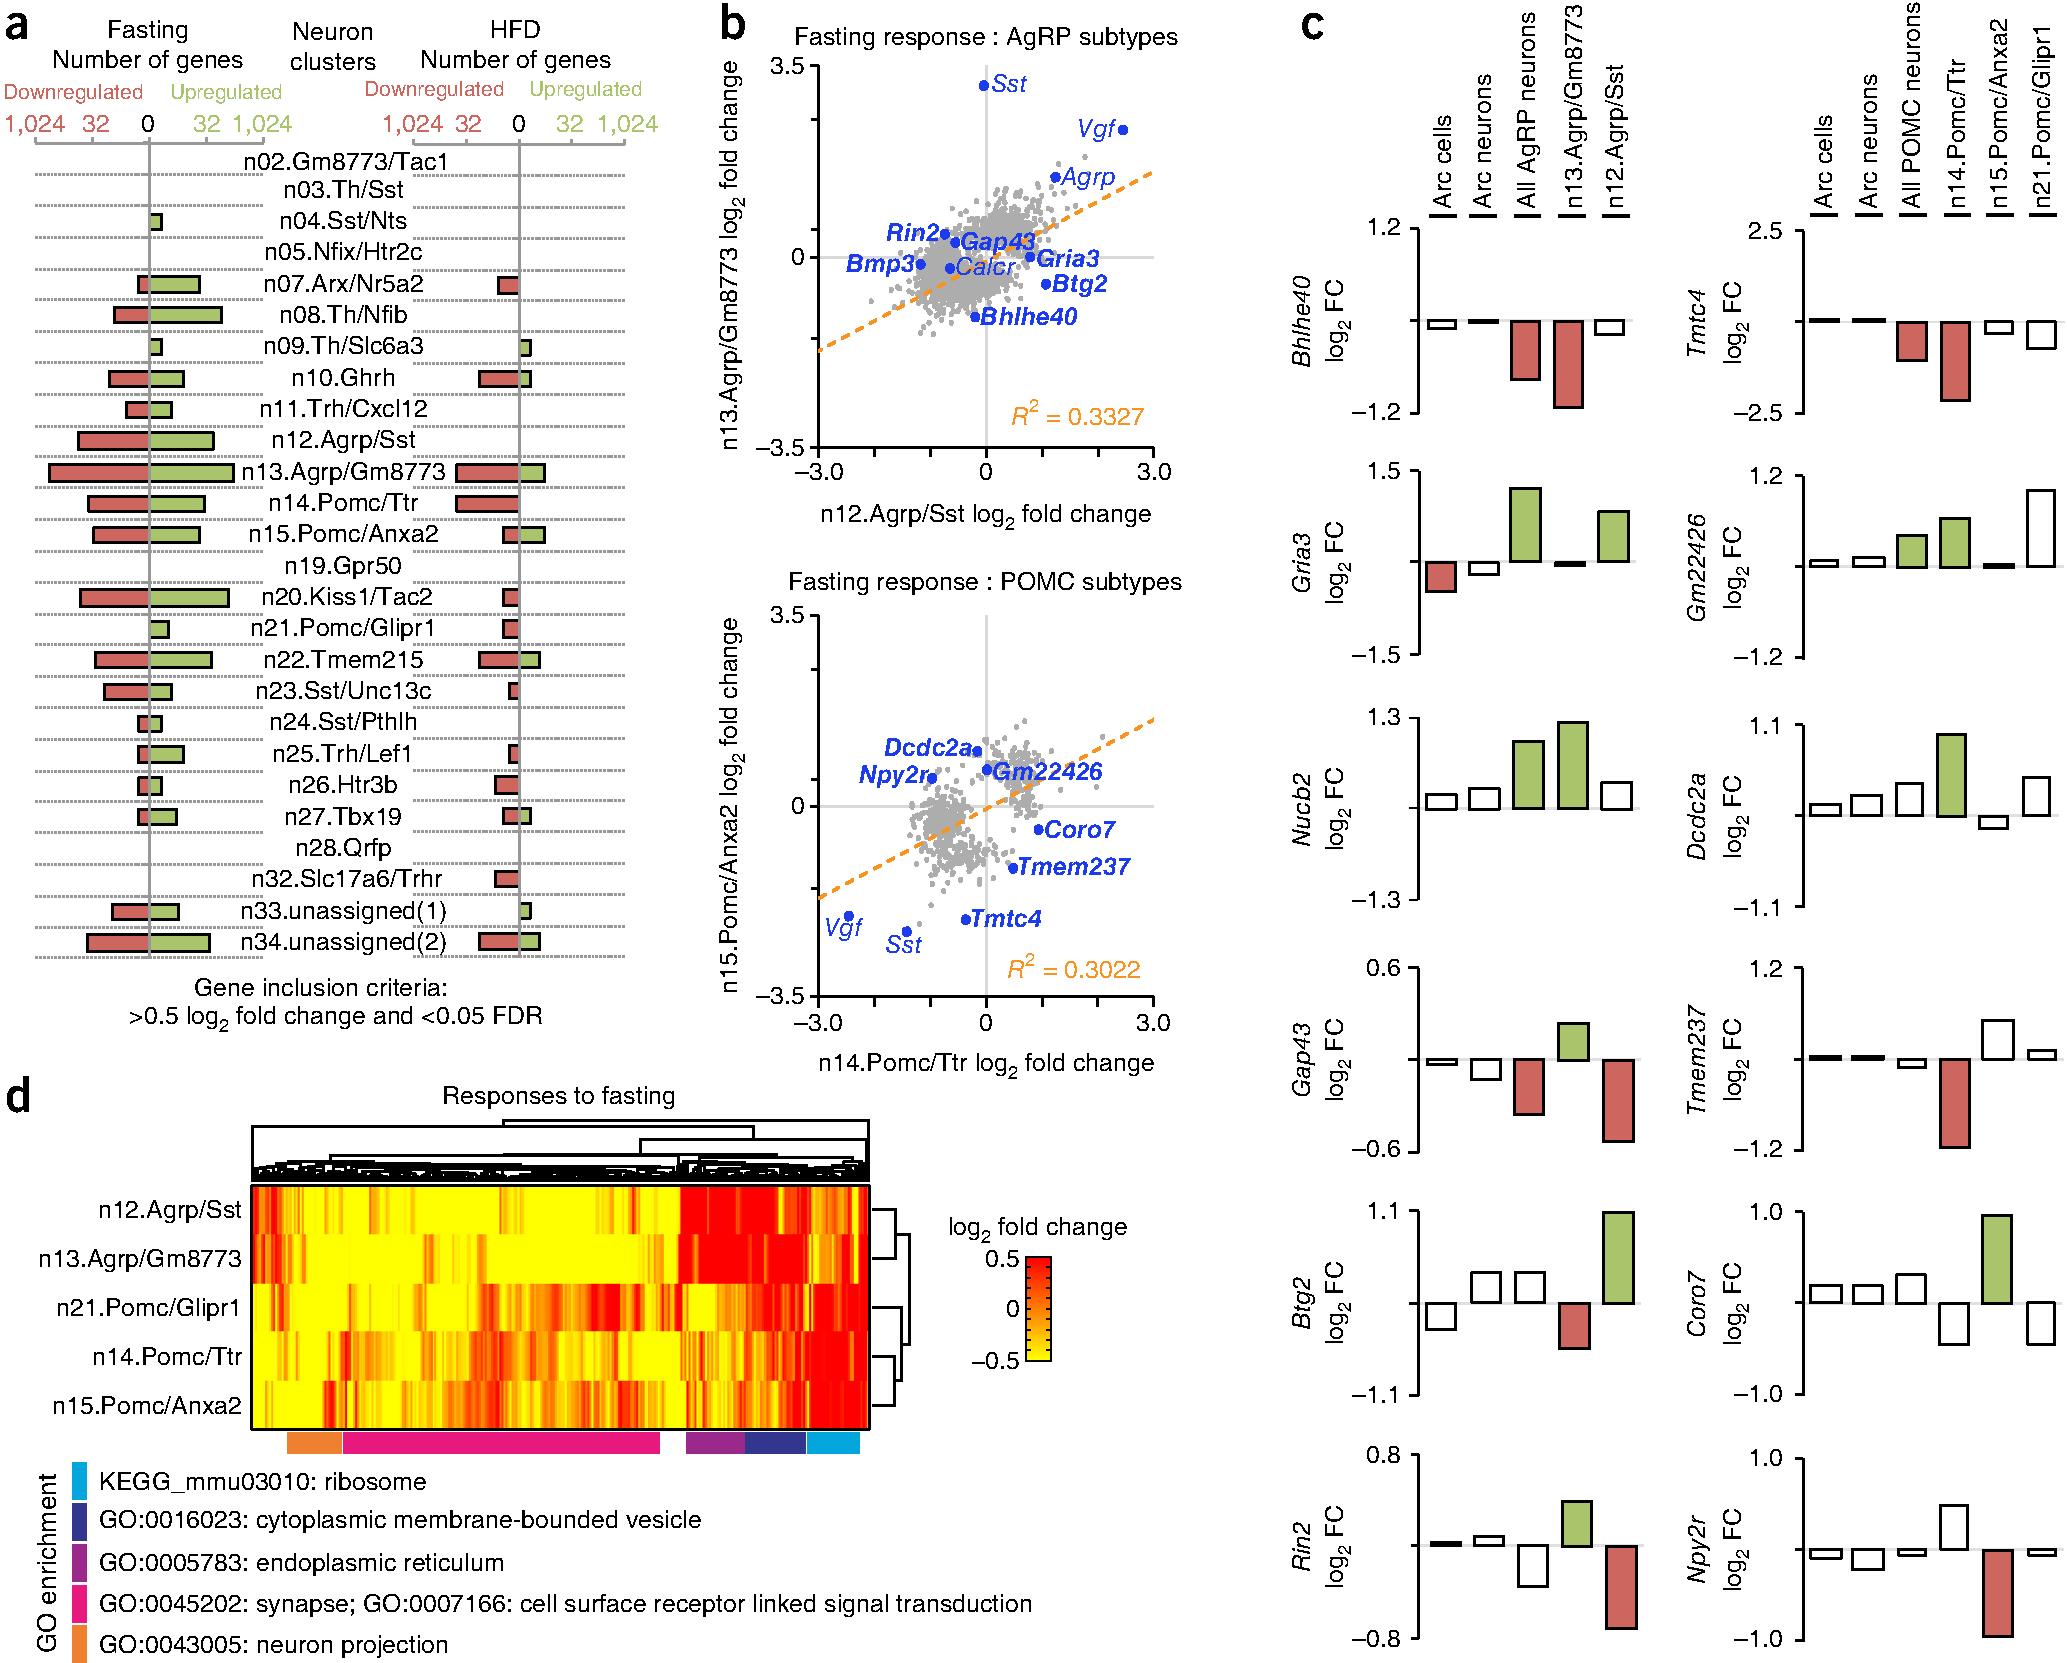 a
Fasting
Number of genes
Neuron
clusters
HFD
Number of genes
Downregulated Upregulated
Downregulated Upregulated
1,024 32 0 32 1,024
1,024 32 0 32 1,024
n02.Gm8773/Tac1
n03.Th/Sst
n04.Sst/Nts
n05.Nfix/Htr2c
n07.Arx/Nr5a2
n08.Th/Nfib
n09.Th/Slc6a3
n10.Ghrh
n11.Trh/Cxcl12
n12.Agrp/Sst
n13.Agrp/Gm8773
n14.Pomc/Ttr
n15.Pomc/Anxa2
n19.Gpr50
n20.Kiss1/Tac2
n21.Pomc/Glipr1
n22.Tmem215
n23.Sst/Unc13c
n24.Sst/Pthlh
n25.Trh/Lef1
n26.Htr3b
n27.Tbx19
n28.Qrfp
n32.Slc17a6/Trhr
n33.unassigned(1)
n34.unassigned(2)
Gene inclusion criteria:
>0.5 log2 fold change and <0.05 FDR
b
Fasting response : AgRP subtypes
n13.Agrp/Gm8773 log2 fold change
3.5
0
−3.5
Sst
Vgf
Agrp
Rin2
Gap43
Bmp3
Calcr
Gria3
Btg2
Bhlhe40
R2 = 0.3327
−3.0 0 3.0
n12.Agrp/Sst log2 fold change
Fasting response : POMC subtypes
n15.Pomc/Anxa2 log2 fold change
3.5
0
−3.5
Dcdc2a
Npy2r
Gm22426
Coro7
Tmem237
Vgf
Sst
Tmtc4
R2 = 0.3022
−3.0 0 3.0
n14.Pomc/Ttr log2 fold change
c
Arc cells
Arc neurons
All AgRP neurons
n13.Agrp/Gm8773
n12.Agrp/Sst
Arc cells
Arc neurons
All POMC neurons
n14.Pomc/Ttr
n15.Pomc/Anxa2
n21.Pomc/Glipr1
Bhlhe40
log2 FC
1.2
−1.2
Tmtc4
log2 FC
2.5
−2.5
Gria3
log2 FC
1.5
−1.5
Gm22426
log2 FC
1.2
−1.2
Nucb2
log2 FC
1.3
−1.3
Dcdc2a
log2 FC
1.1
−1.1
Gap43
log2 FC
0.6
−0.6
Tmem237
log2 FC
1.2
−1.2
Btg2
log2 FC
1.1
−1.1
Coro7
log2 FC
1.0
−1.0
Rin2
log2 FC
0.8
−0.8
Npy2r
log2 FC
1.0
−1.0
d
Responses to fasting
n12.Agrp/Sst
n13.Agrp/Gm8773
n21.Pomc/Glipr1
n14.Pomc/Ttr
n15.Pomc/Anxa2
log2 fold change
0.5
0
−0.5
GO enrichment
KEGG_mmu03010: ribosome
GO:0016023: cytoplasmic membrane-bounded vesicle
GO:0005783: endoplasmic reticulum
GO:0045202: synapse; GO:0007166: cell surface receptor linked signal transduction
GO:0043005: neuron projection